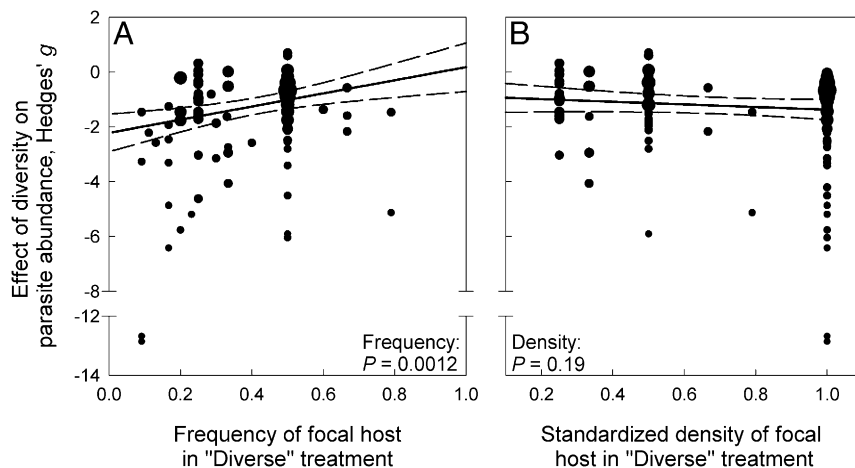 A
B
Effect of diversity on
parasite abundance, Hedges' g
2
0
-2
-4
-6
-8
-12
-14
Frequency:
P = 0.0012
Density:
P = 0.19
0.0 0.2 0.4 0.6 0.8 1.0
0.2 0.4 0.6 0.8 1.0
Frequency of focal host
in "Diverse" treatment
Standardized density of focal
host in "Diverse" treatment